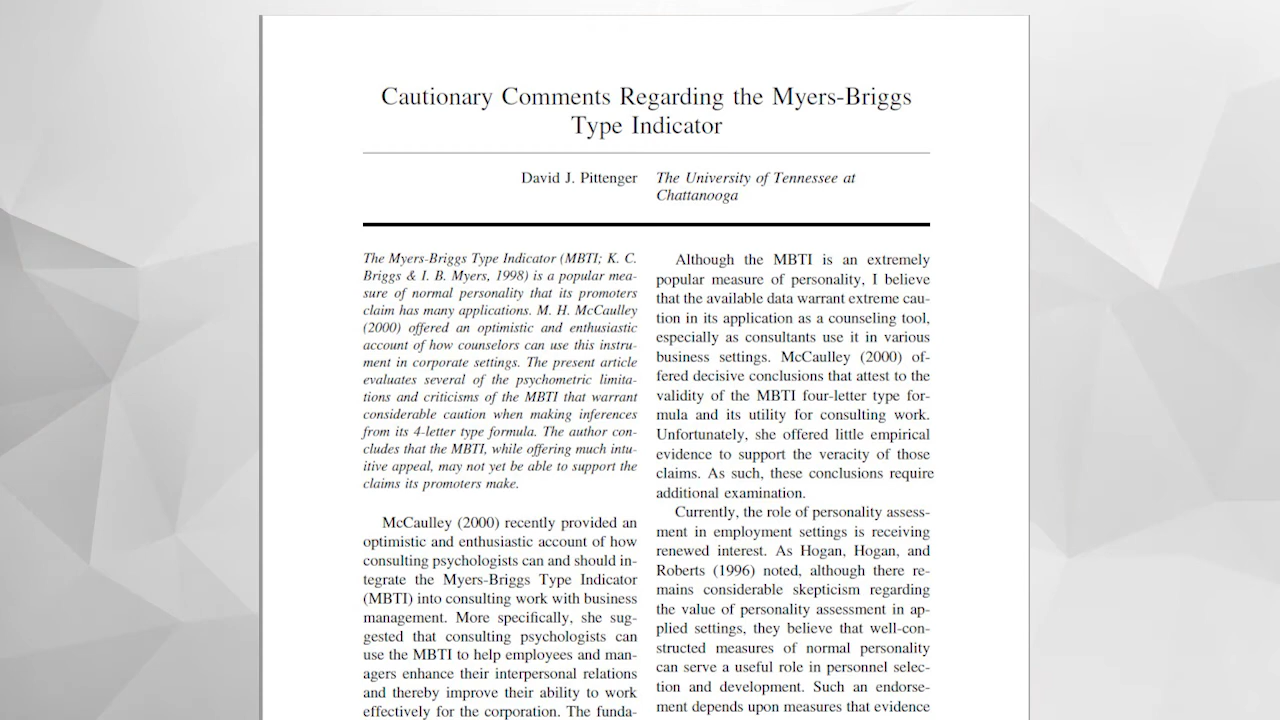 Cautionary Comments Regarding the Myers-Briggs
Type Indicator
David J. Pittenger
The University of Tennessee at
Chattanooga
The Myers-Briggs Type Indicator (MBTI; K. C.
Briggs & I. B. Myers, 1998) is a popular mea-
sure of normal personality that its promoters
claim has many applications. M. H. McCaulley
(2000) offered an optimistic and enthusiastic
account of how counselors can use this instru-
ment in corporate settings. The present article
evaluates several of the psychometric limita-
tions and criticisms of the MBTI that warrant
considerable caution when making inferences
from its 4-letter type formula. The author con-
cludes that the MBTI, while offering much intu-
itive appeal, may not yet be able to support the
claims its promoters make.
McCaulley (2000) recently provided an
optimistic and enthusiastic account of how
consulting psychologists can and should in-
tegrate the Myers-Briggs Type Indicator
(MBTI) into consulting work with business
management. More specifically, she sug-
gested that consulting psychologists can
use the MBTI to help employees and man-
agers enhance their interpersonal relations
and thereby improve their ability to work
effectively for the corporation. The funda-
Although the MBTI is an extremely
popular measure of personality, I believe
that the available data warrant extreme cau-
tion in its application as a counseling tool,
especially as consultants use it in various
business settings. McCaulley (2000) of-
fered decisive conclusions that attest to the
validity of the MBTI four-letter type for-
mula and its utility for consulting work.
Unfortunately, she offered little empirical
evidence to support the veracity of those
claims. As such, these conclusions require
additional examination.
Currently, the role of personality assess-
ment in employment settings is receiving
renewed interest. As Hogan, Hogan, and
Roberts (1996) noted, although there re-
mains considerable skepticism regarding
the value of personality assessment in ap-
plied settings, they believe that well-con-
structed measures of normal personality
can serve a useful role in personnel selec-
tion and development. Such an endorse-
ment depends upon measures that evidence